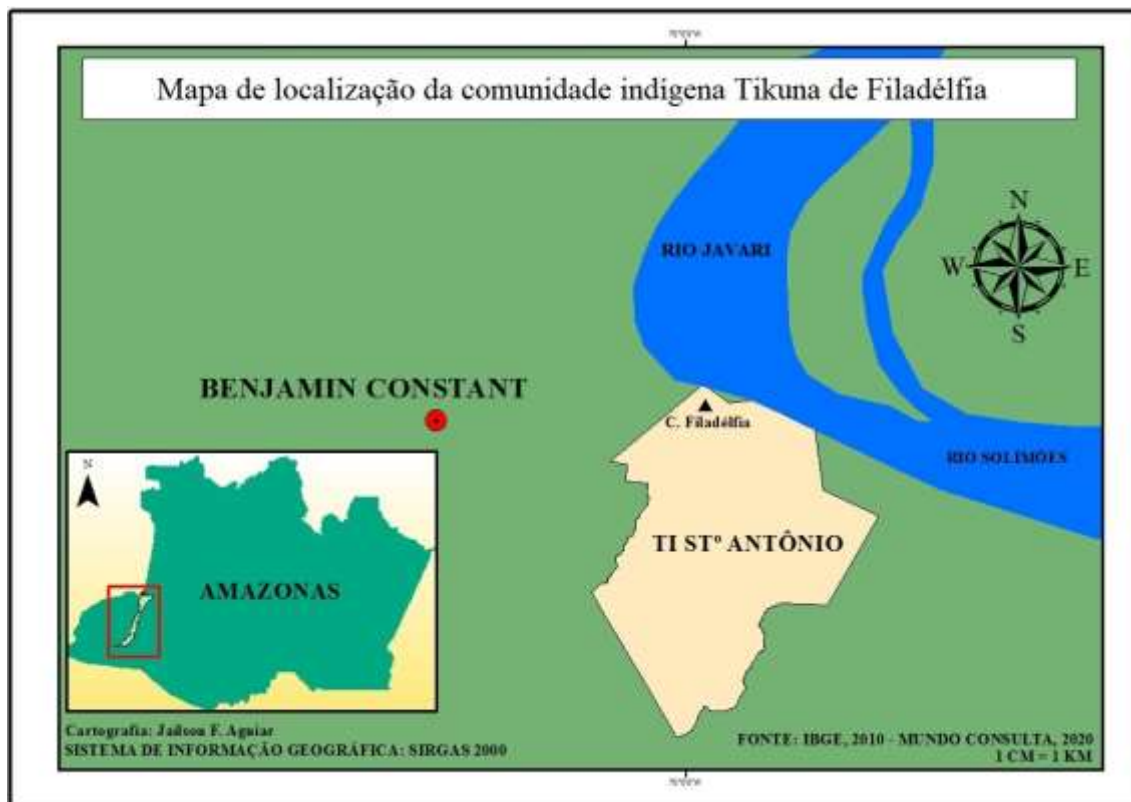 Mapa de localização da comunidade indígena Tikuna de Filadélfia
RIO JAVARI
N
W
E
S
BENJAMIN CONSTANT
C. Filadélfia
RIO SOLIMÕES
TI STº ANTÔNIO
N
AMAZONAS
Cartografia: Jadson F. Aguiar
SISTEMA DE INFORMAÇÃO GEOGRÁFICA: SIRGAS 2000
FONTE: IBGE, 2010 - MUNDO CONSULTA, 2020
1 CM = 1 KM